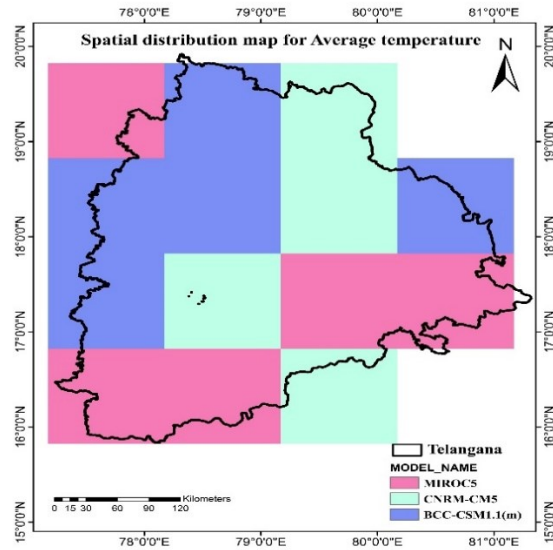 78°0'0"E 79°0'0"E 80°0'0"E 81°0'0"E
Spatial distribution map for Average temperature
N
20°0'0"N 20°0'0"N
19°0'0"N 19°0'0"N
18°0'0"N 18°0'0"N
17°0'0"N 17°0'0"N
16°0'0"N 16°0'0"N
15°0'0"N 15°0'0"N
Telangana
MODEL_NAME
MIROC5
CNRM-CM5
BCC-CSM1.1(m)
Kilometers
0 15 30 60 90 120
78°0'0"E 79°0'0"E 80°0'0"E 81°0'0"E